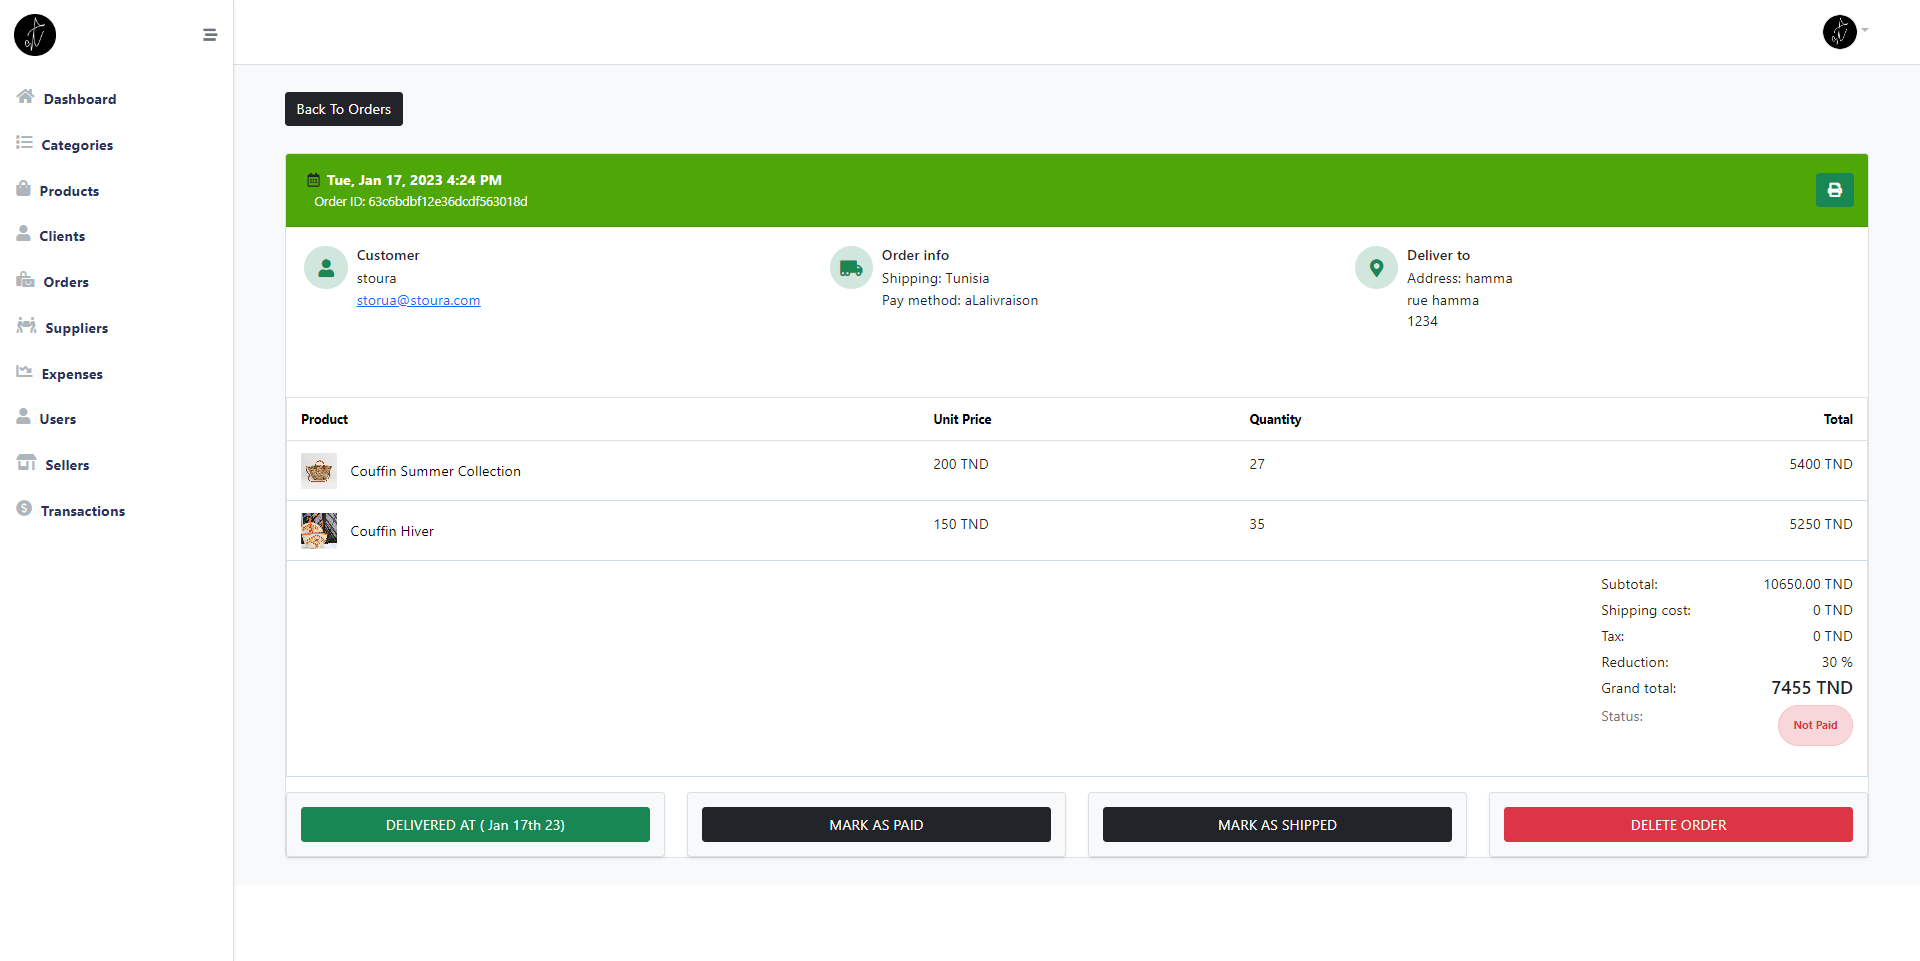 Dashboard
Categories
Products
Clients
Orders
Suppliers
Expenses
Users
Sellers
Transactions
Back To Orders
Tue, Jan 17, 2023 4:24 PM
Order ID: 63c6bdbf12e36dcdf563018d
Customer
stoura
storua@stoura.com
Order info
Shipping: Tunisia
Pay method: aLalivraison
Deliver to
Address: hamma
rue hamma
1234
Product Unit Price Quantity Total
Couffin Summer Collection 200 TND 27 5400 TND
Couffin Hiver 150 TND 35 5250 TND
Subtotal: 10650.00 TND
Shipping cost: 0 TND
Tax: 0 TND
Reduction: 30 %
Grand total: 7455 TND
Status: Not Paid
DELIVERED AT ( Jan 17th 23) MARK AS PAID MARK AS SHIPPED DELETE ORDER